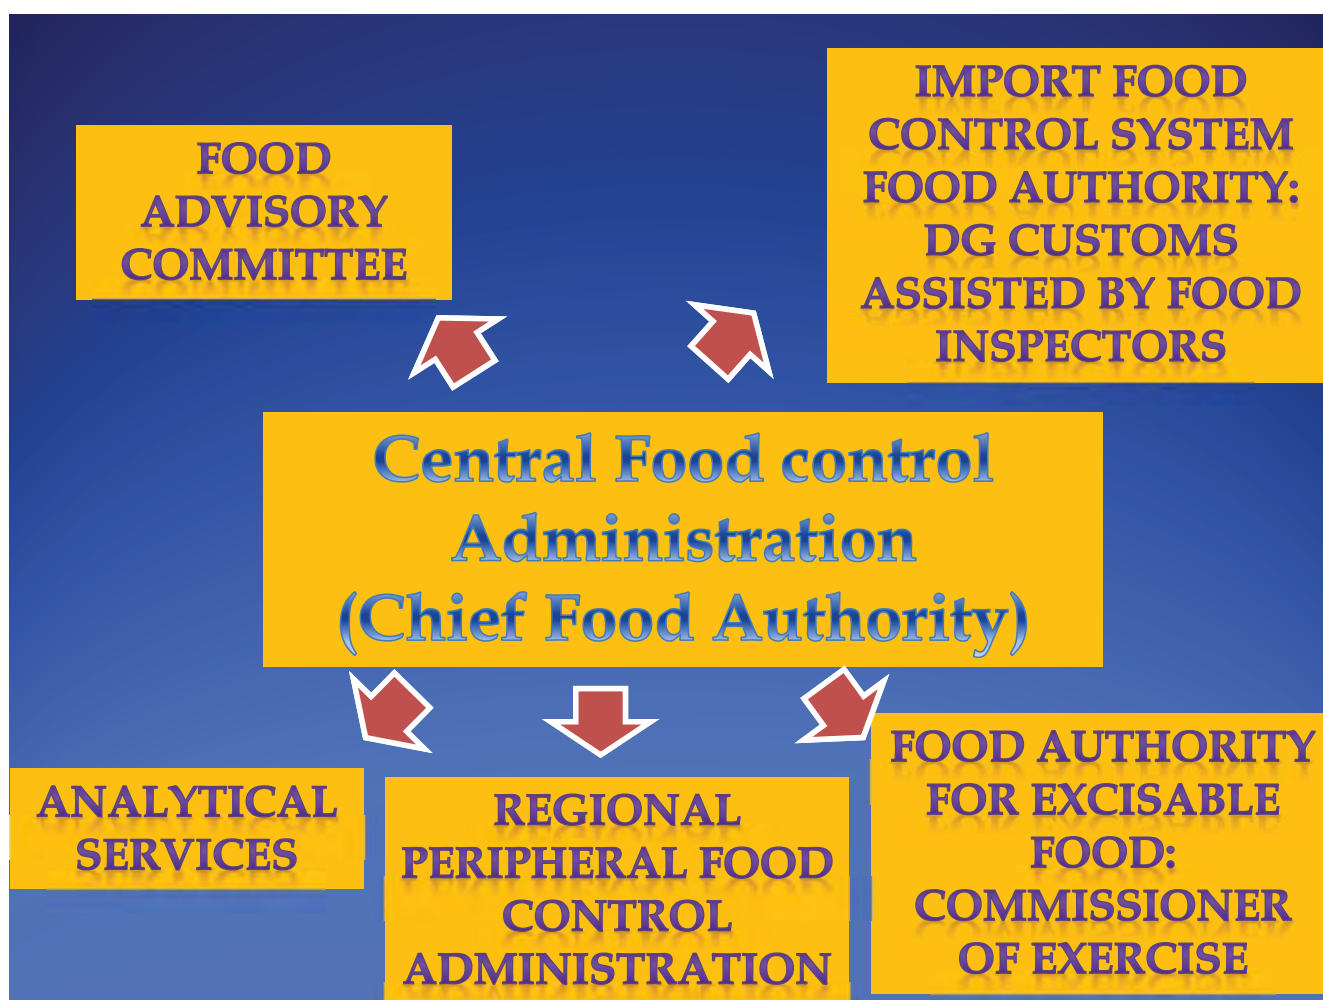 FOOD
ADVISORY
COMMITTEE
IMPORT FOOD
CONTROL SYSTEM
FOOD AUTHORITY:
DG CUSTOMS
ASSISTED BY FOOD
INSPECTORS
Central Food control
Administration
(Chief Food Authority)
ANALYTICAL
SERVICES
REGIONAL
PERIPHERAL FOOD
CONTROL
ADMINISTRATION
FOOD AUTHORITY
FOR EXCISABLE
FOOD:
COMMISSIONER
OF EXERCISE